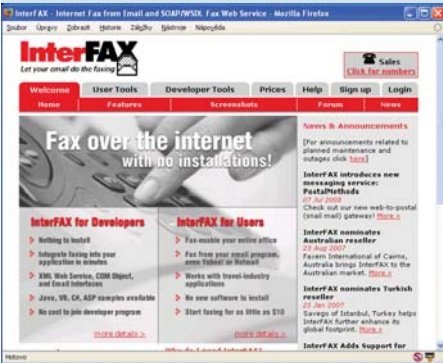 InterFAX - Internet Fax from Email and SOAP/WSDL Fax Web Service - Mozilla Firefox
Soubor Úpravy Zobrazit Historie Záložky Nástroje Nápověda
InterFAX
Let your email do the faxing
Sales
Click for numbers
Welcome User Tools Developer Tools Prices Help Sign up Login
Home Features Screenshots Forum News
Fax over the internet
with no installations!
InterFAX for Developers
Nothing to install
Integrate faxing into your
application in minutes
XML Web Service, COM Object,
and Email Interfaces
Java, VB, C#, ASP samples available
No cost to join developer program
more details >
InterFAX for Users
Fax-enable your entire office
Fax from your email program,
even Yahoo! or Hotmail
Works with travel-industry
applications
No new software to install
Start faxing for as little as $10
more details >
News & Announcements
[For announcements related to
planned maintenance and
outages click here]
InterFAX introduces new
messaging service:
PostalMethods
07 Jul 2008
Check out our new web-to-postal
(snail mail) gateway! More >
InterFAX nominates
Australian reseller
23 Aug 2007
Faxem International of Cairns,
Australia brings InterFAX to the
Australian market. More >
InterFAX nominates Turkish
reseller
25 Jan 2007
Savego of Istanbul, Turkey helps
InterFAX further enhance its
global footprint. More >
InterFAX Adds Support for
Why do I need InterFAX?
Hotovo